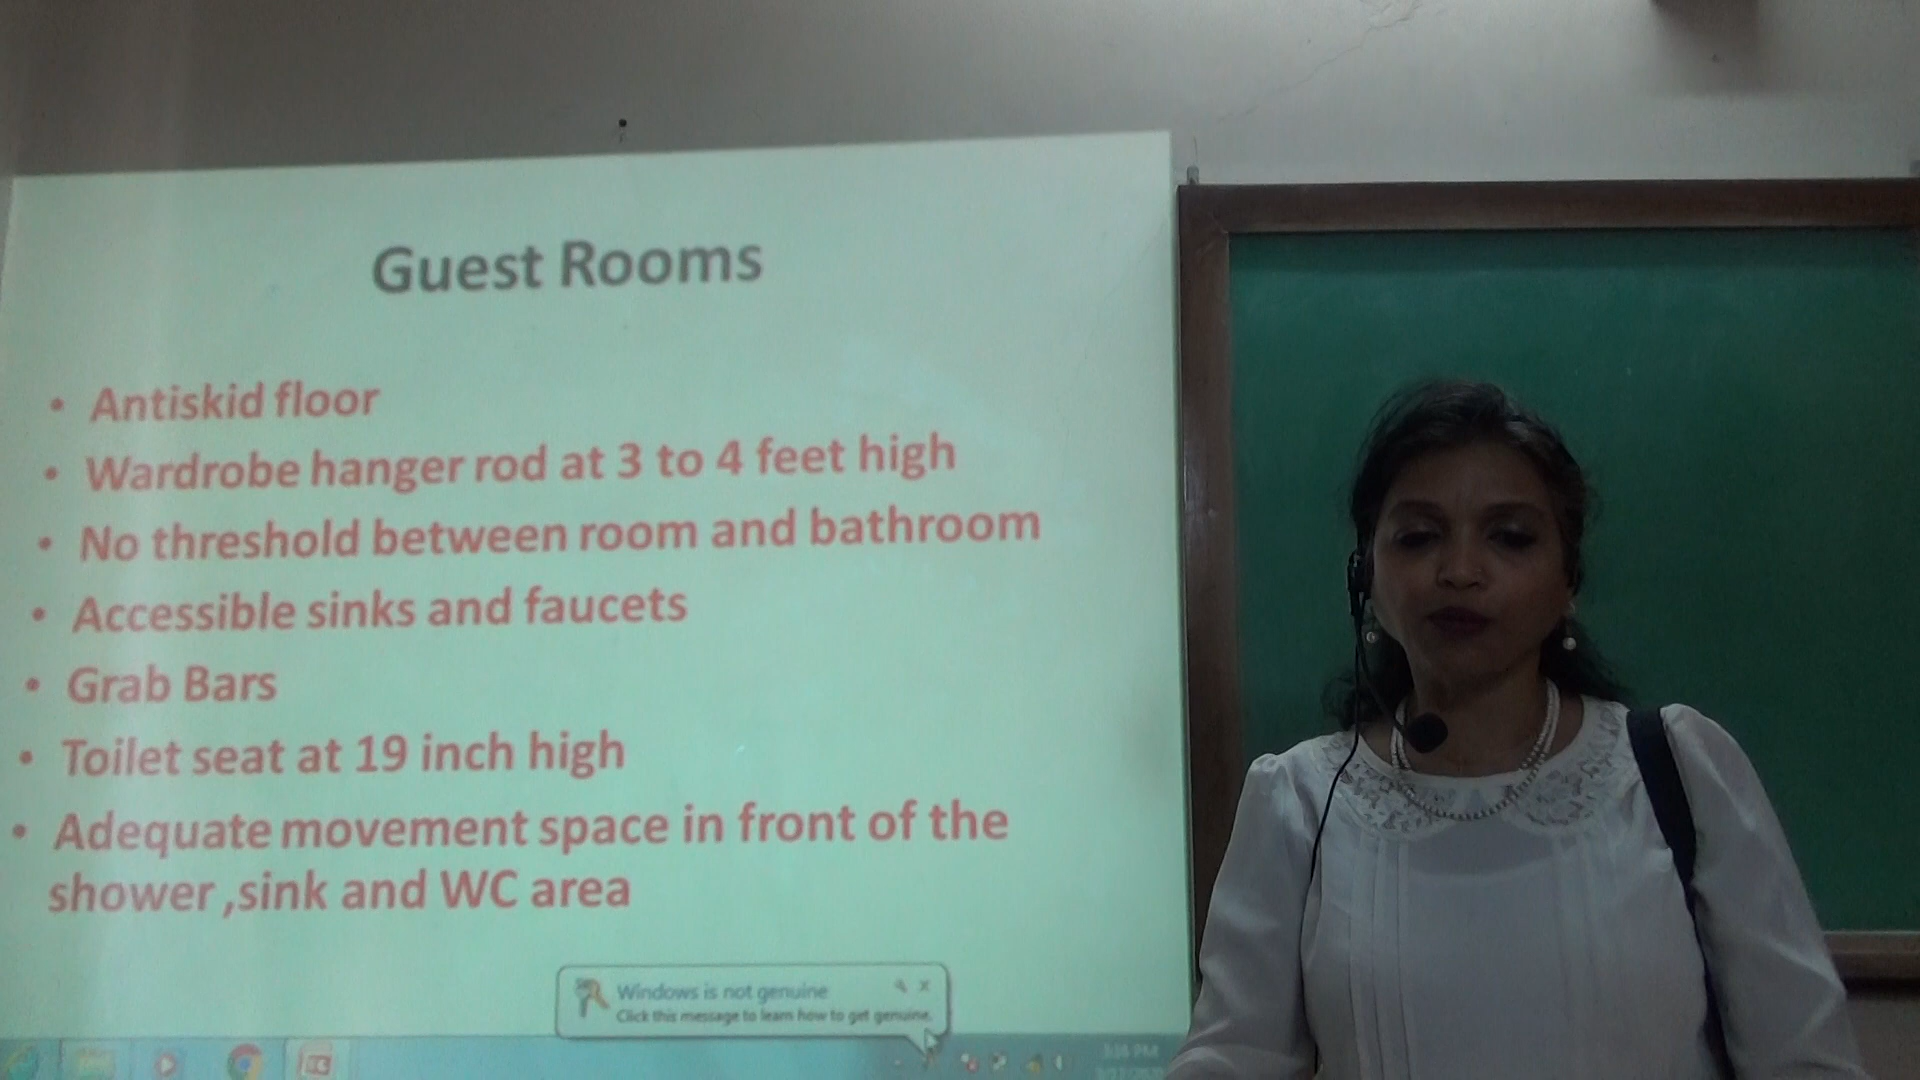 Guest Rooms
• Antiskid floor
• Wardrobe hanger rod at 3 to 4 feet high
• No threshold between room and bathroom
• Accessible sinks and faucets
• Grab Bars
• Toilet seat at 19 inch high
• Adequate movement space in front of the
shower ,sink and WC area
Windows is not genuine
Click this message to learn how to get genuine.